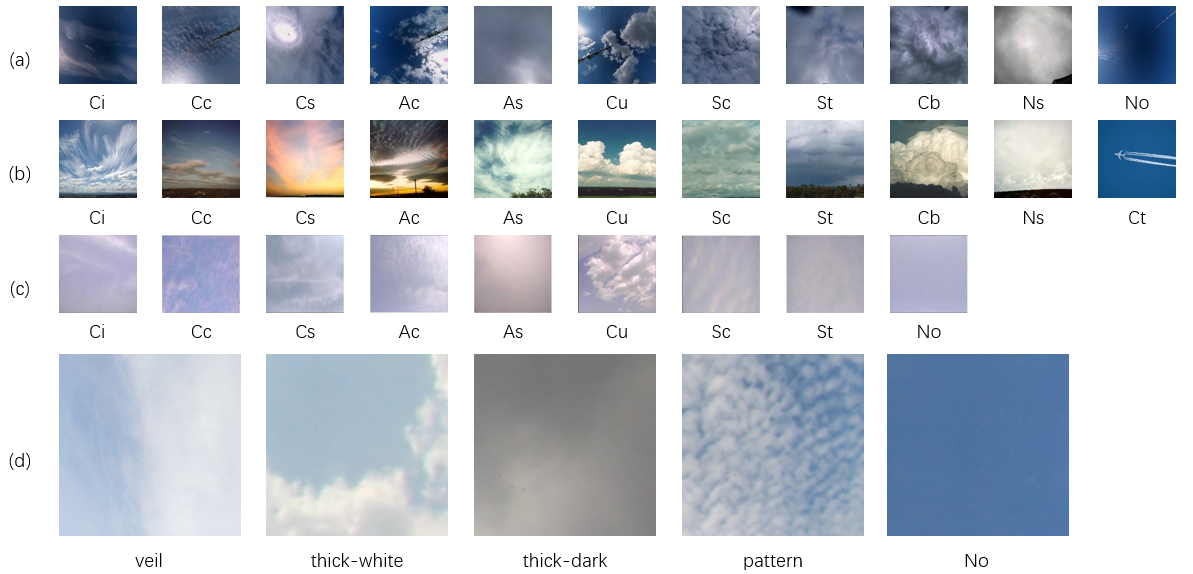 (a)
Ci Cc Cs Ac As Cu Sc St Cb Ns No
(b)
Ci Cc Cs Ac As Cu Sc St Cb Ns Ct
(c)
Ci Cc Cs Ac As Cu Sc St No
(d)
veil thick-white thick-dark pattern No